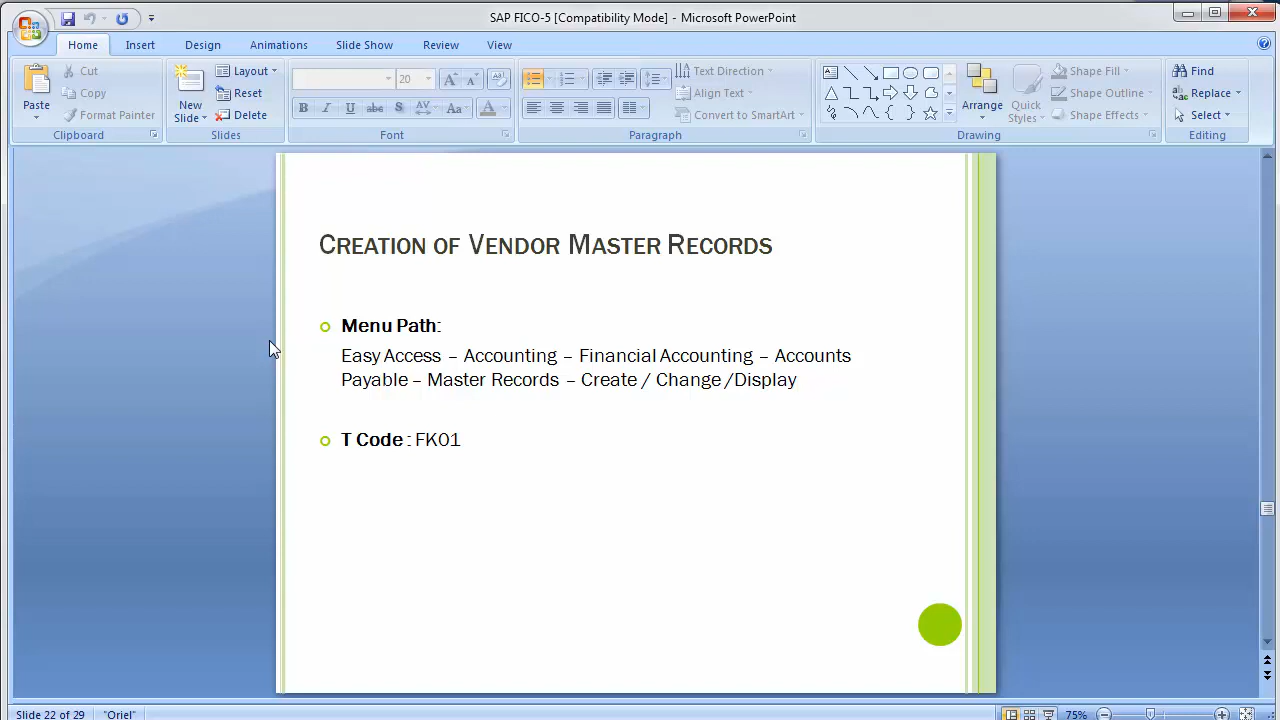 SAP FICO-5 [Compatibility Mode] - Microsoft PowerPoint
Home Insert Design Animations Slide Show Review View
Paste
Cut
Copy
Format Painter
Clipboard
New
Slide
Layout
Reset
Delete
Slides
20
B I U abc S AV Aa A
Font
Text Direction
Align Text
Convert to SmartArt
Paragraph
Arrange
Quick
Styles
Shape Fill
Shape Outline
Shape Effects
Drawing
Find
Replace
Select
Editing
CREATION OF VENDOR MASTER RECORDS
Menu Path:
Easy Access – Accounting – Financial Accounting – Accounts
Payable – Master Records – Create / Change /Display
T Code : FK01
Slide 22 of 29 "Oriel" 75%